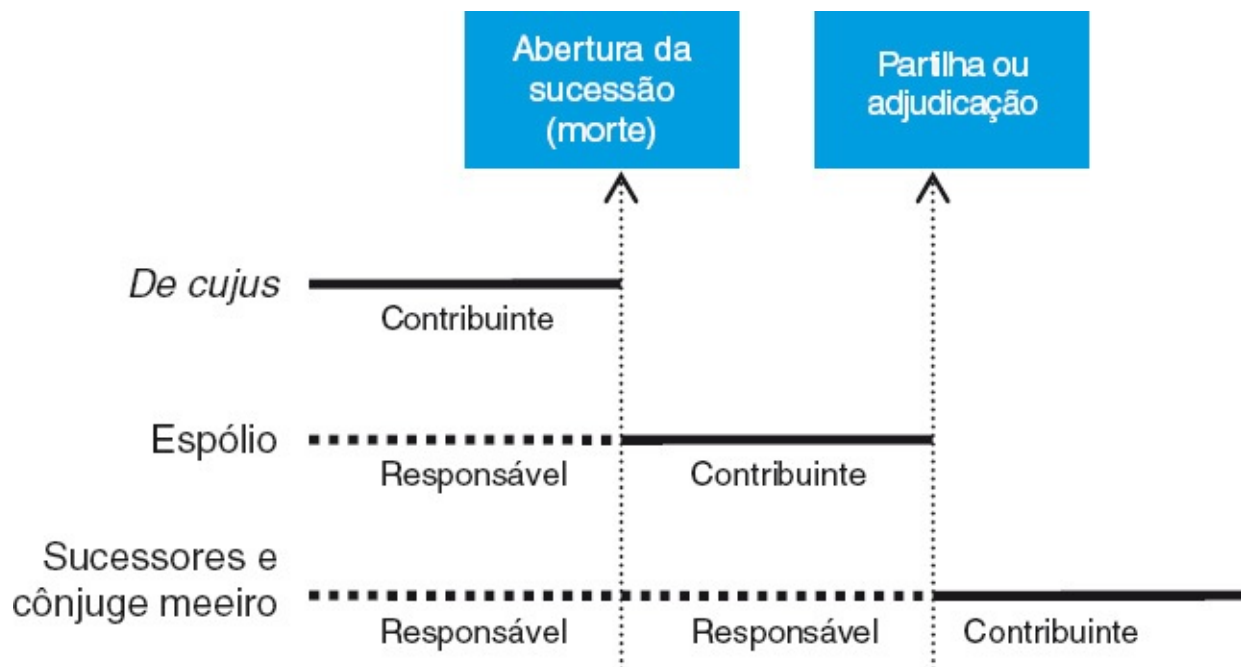 Abertura da
sucessão
(morte)
Partilha ou
adjudicação
De cujus
Contribuinte
Espólio
Responsável
Contribuinte
Sucessores e
cônjuge meeiro
Responsável
Responsável
Contribuinte